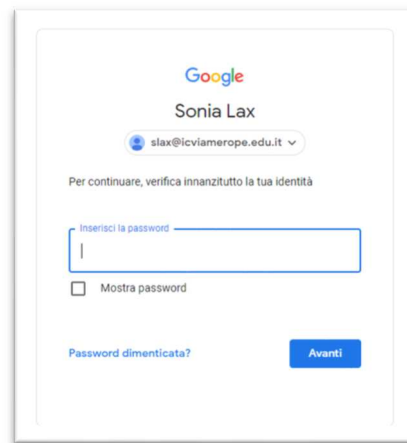 Google
Sonia Lax
slax@icviamerope.edu.it
Per continuare, verifica innanzitutto la tua identità
Inserisci la password
Mostra password
Password dimenticata?
Avanti